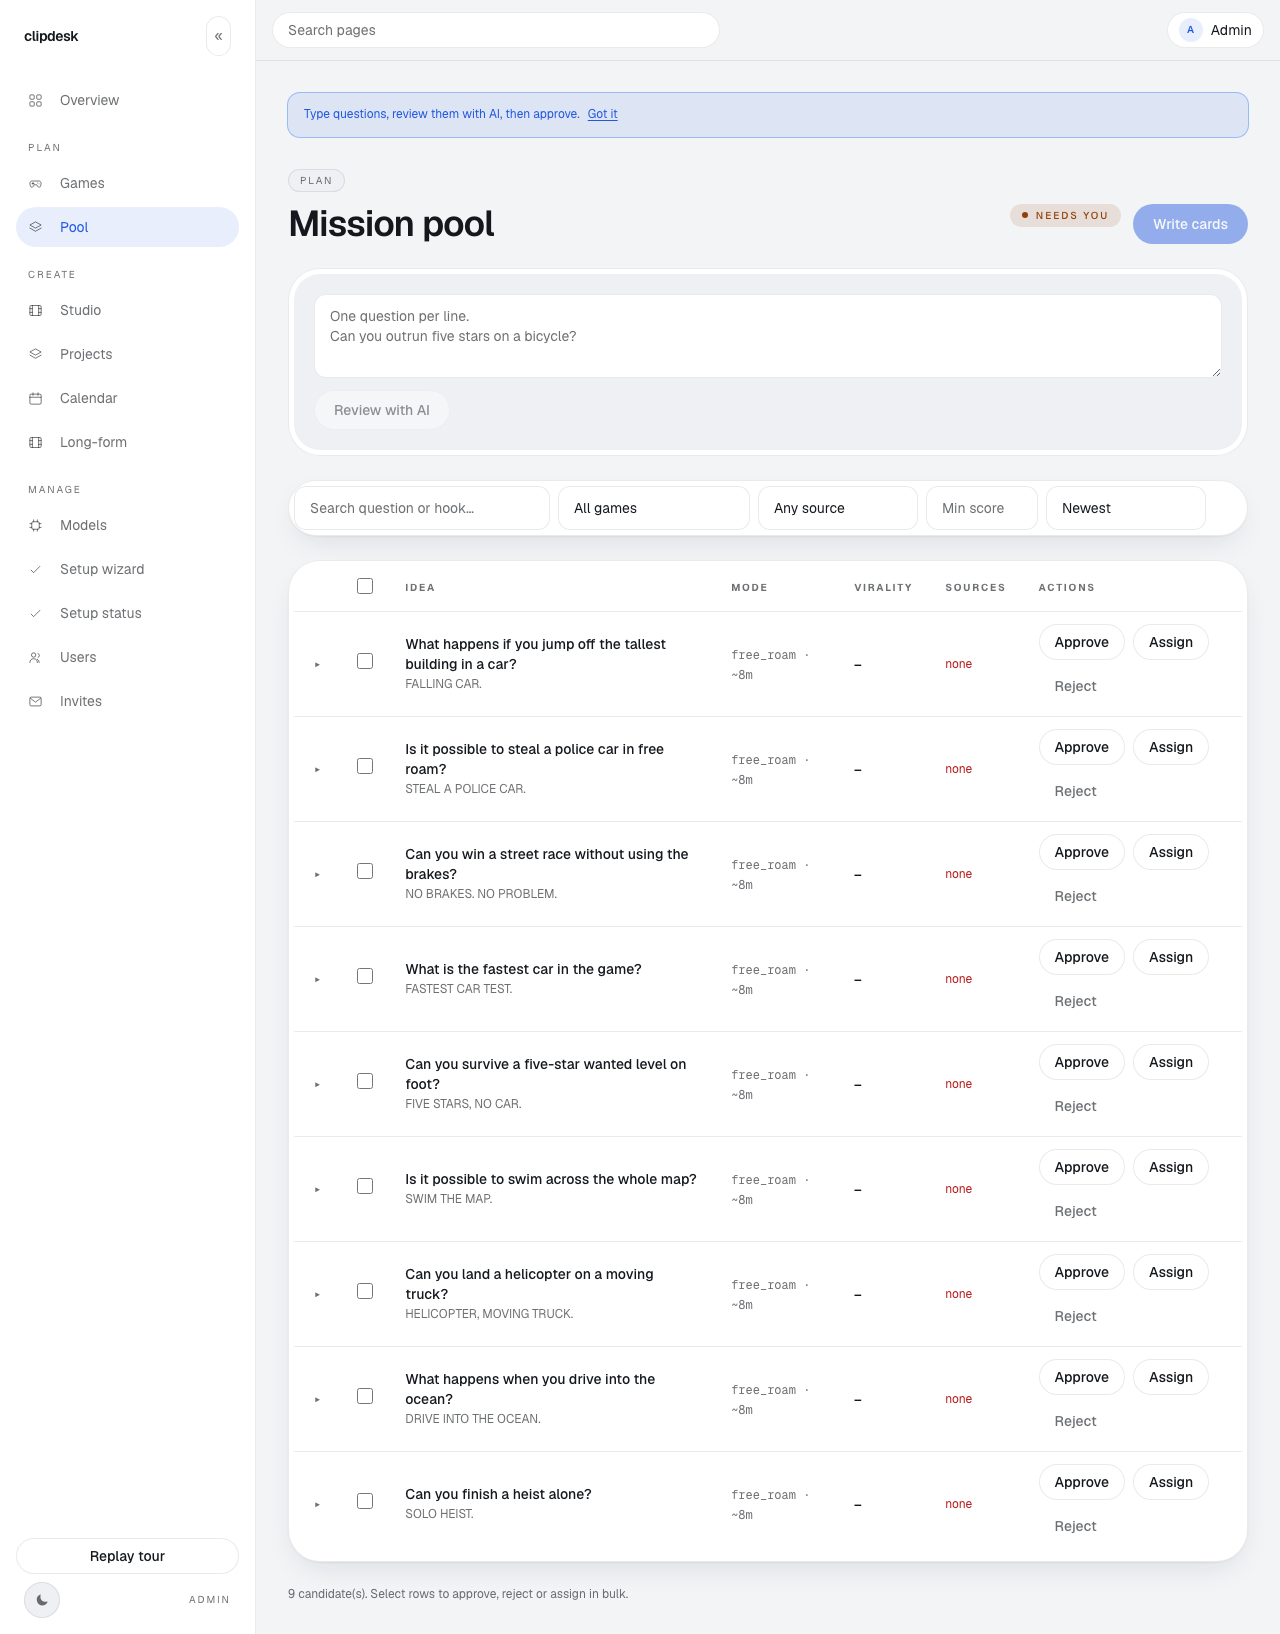 clipdesk
«
Search pages
A
Admin
Overview
PLAN
Games
Pool
CREATE
Studio
Projects
Calendar
Long-form
MANAGE
Models
Setup wizard
Setup status
Users
Invites
Replay tour
ADMIN
Type questions, review them with AI, then approve. Got it
PLAN
Mission pool
NEEDS YOU
Write cards
One question per line.
Can you outrun five stars on a bicycle?
Review with AI
Search question or hook…
All games
Any source
Min score
Newest
IDEA MODE VIRALITY SOURCES ACTIONS
What happens if you jump off the tallest
building in a car?
FALLING CAR.
free_roam ·
~8m
–
none
Approve Assign
Reject
Is it possible to steal a police car in free
roam?
STEAL A POLICE CAR.
free_roam ·
~8m
–
none
Approve Assign
Reject
Can you win a street race without using the
brakes?
NO BRAKES. NO PROBLEM.
free_roam ·
~8m
–
none
Approve Assign
Reject
What is the fastest car in the game?
FASTEST CAR TEST.
free_roam ·
~8m
–
none
Approve Assign
Reject
Can you survive a five-star wanted level on
foot?
FIVE STARS, NO CAR.
free_roam ·
~8m
–
none
Approve Assign
Reject
Is it possible to swim across the whole map?
SWIM THE MAP.
free_roam ·
~8m
–
none
Approve Assign
Reject
Can you land a helicopter on a moving
truck?
HELICOPTER, MOVING TRUCK.
free_roam ·
~8m
–
none
Approve Assign
Reject
What happens when you drive into the
ocean?
DRIVE INTO THE OCEAN.
free_roam ·
~8m
–
none
Approve Assign
Reject
Can you finish a heist alone?
SOLO HEIST.
free_roam ·
~8m
–
none
Approve Assign
Reject
9 candidate(s). Select rows to approve, reject or assign in bulk.